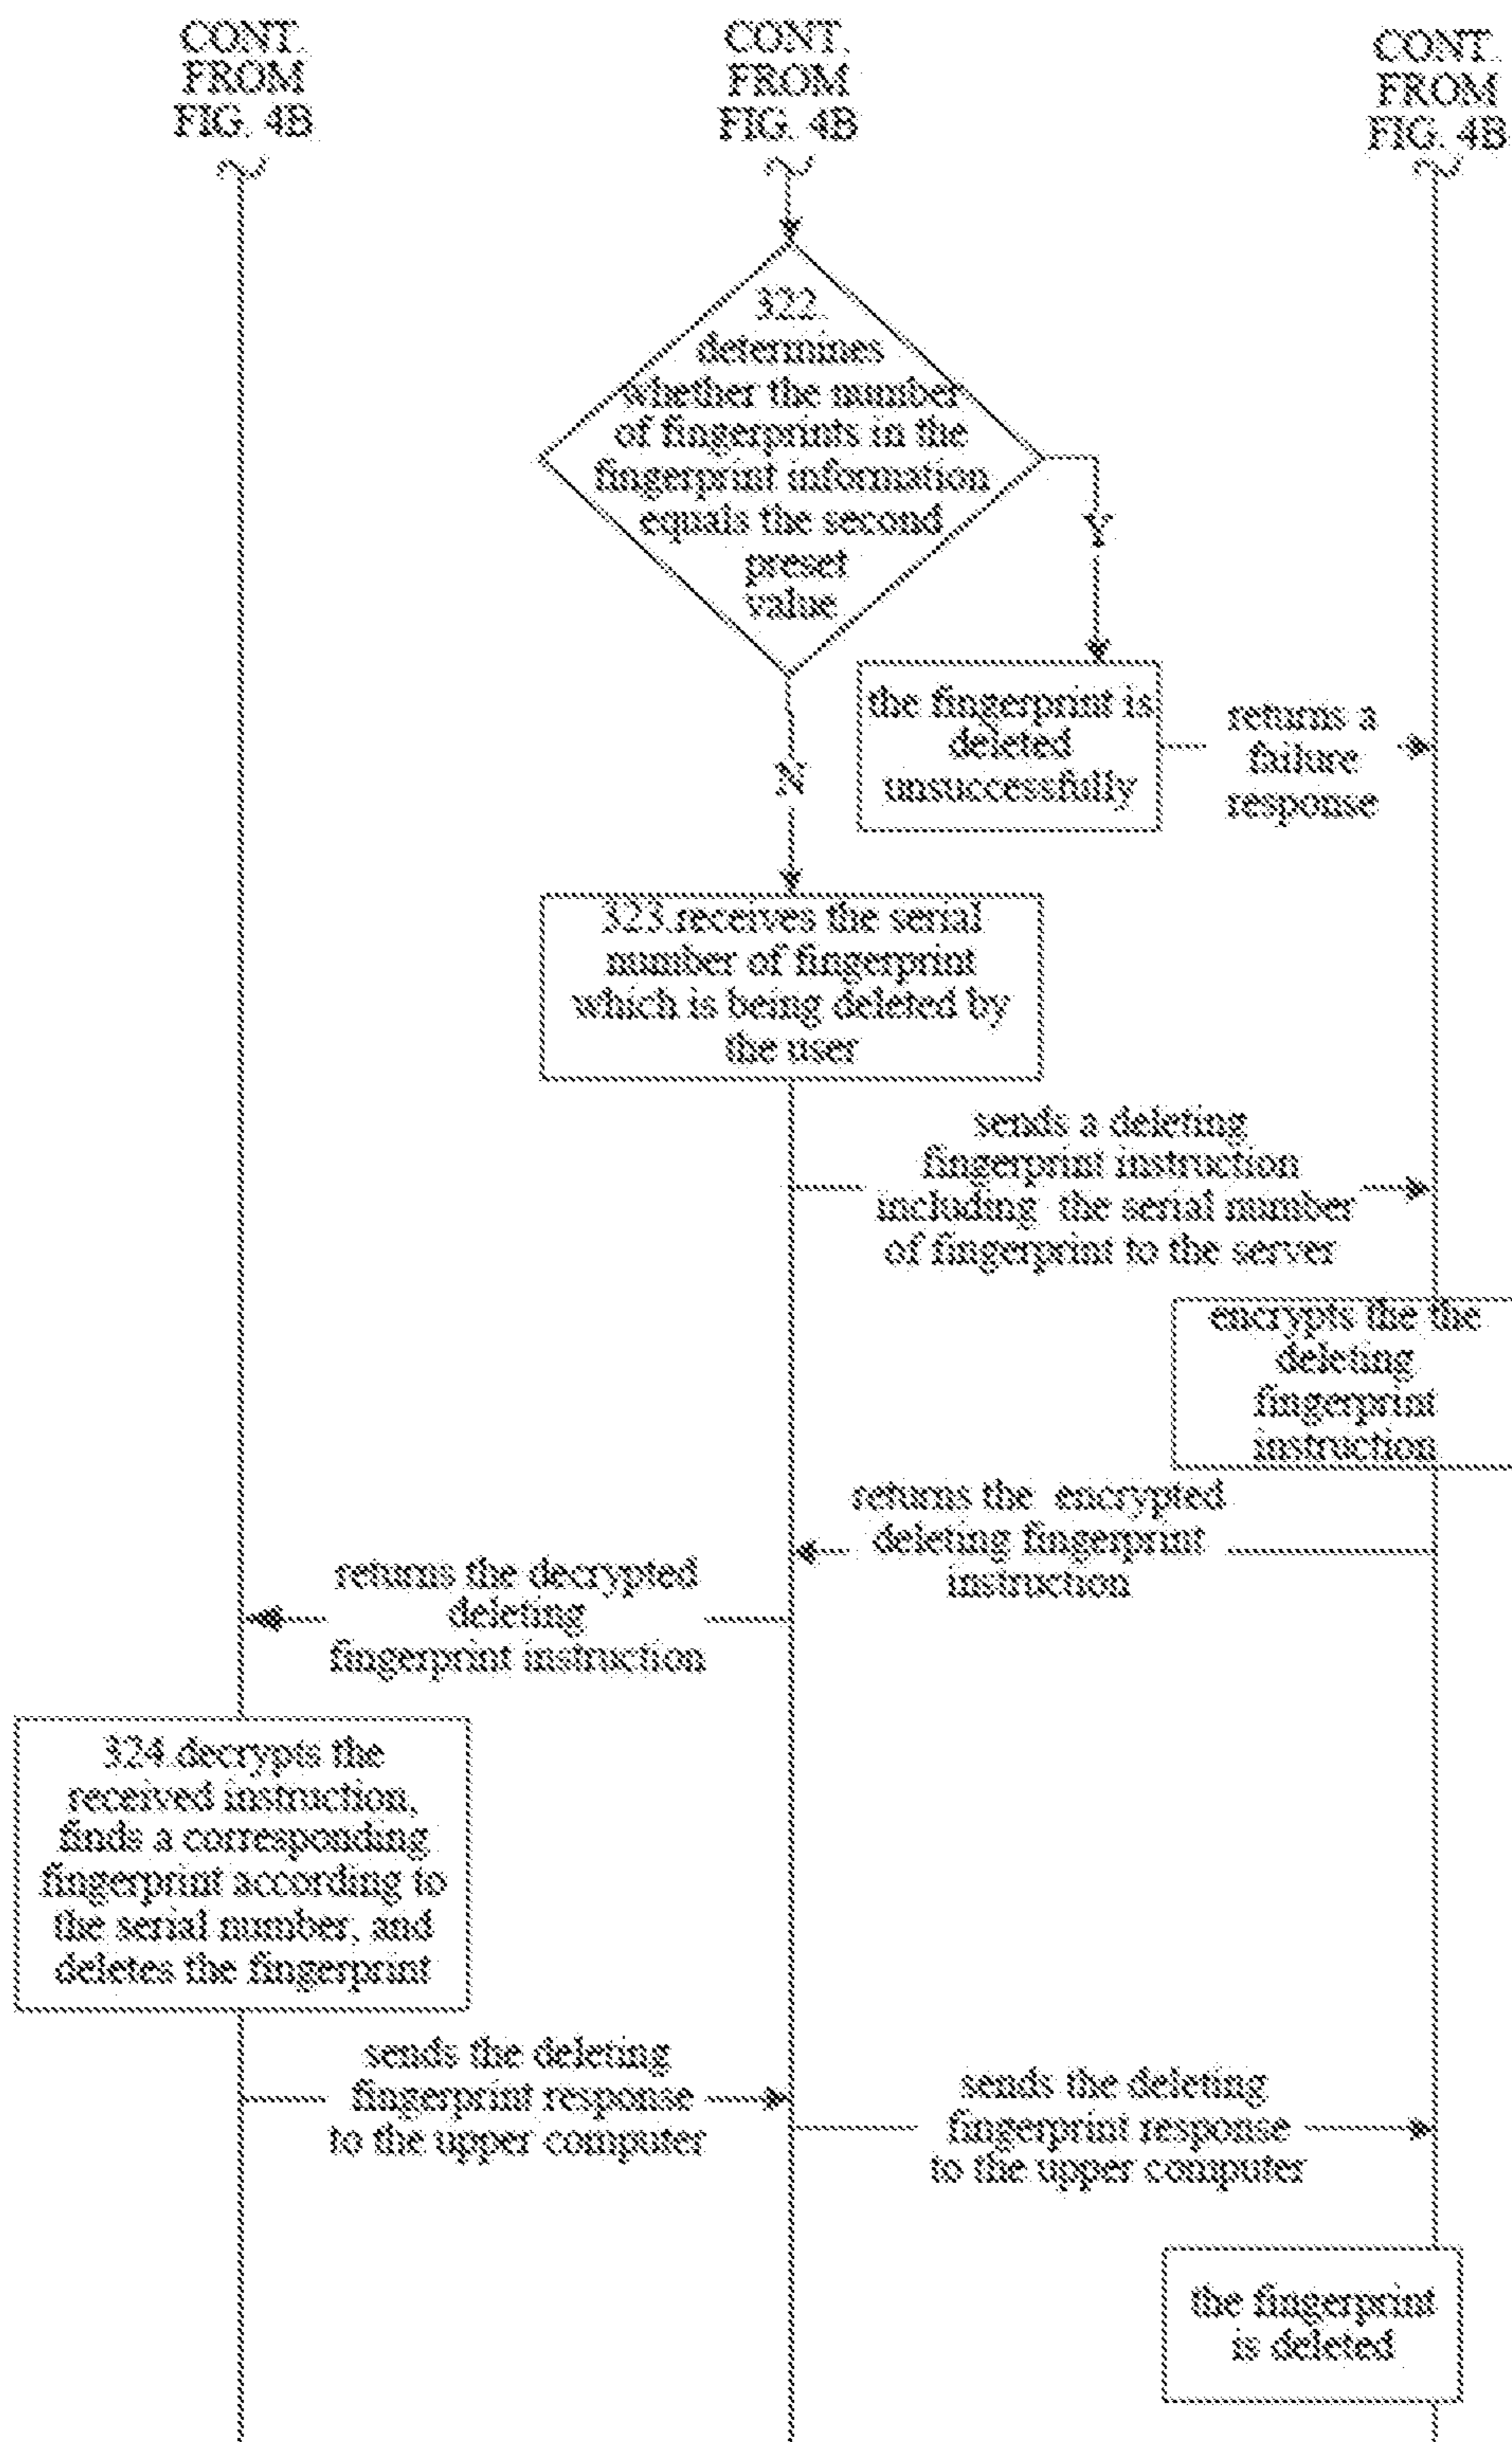 CONT.
FROM
FIG. 4B
CONT.
FROM
FIG. 4B
CONT.
FROM
FIG. 4B
322.
determines
whether the number
of fingerprints in the
fingerprint information
equals the second
preset
value
Y
N
the fingerprint is
deleted
unsuccessfully
returns a
failure
response
323.receives the serial
number of fingerprint
which is being deleted by
the user
sends a deleting
fingerprint instruction
including the serial number
of fingerprint to the server
encrypts the the
deleting
fingerprint
instruction
returns the encrypted
deleting fingerprint
instruction
returns the decrypted
deleting
fingerprint instruction
324.decrypts the
received instruction,
finds a corresponding
fingerprint according to
the serial number, and
deletes the fingerprint
sends the deleting
fingerprint response
to the upper computer
sends the deleting
fingerprint response
to the upper computer
the fingerprint
is deleted